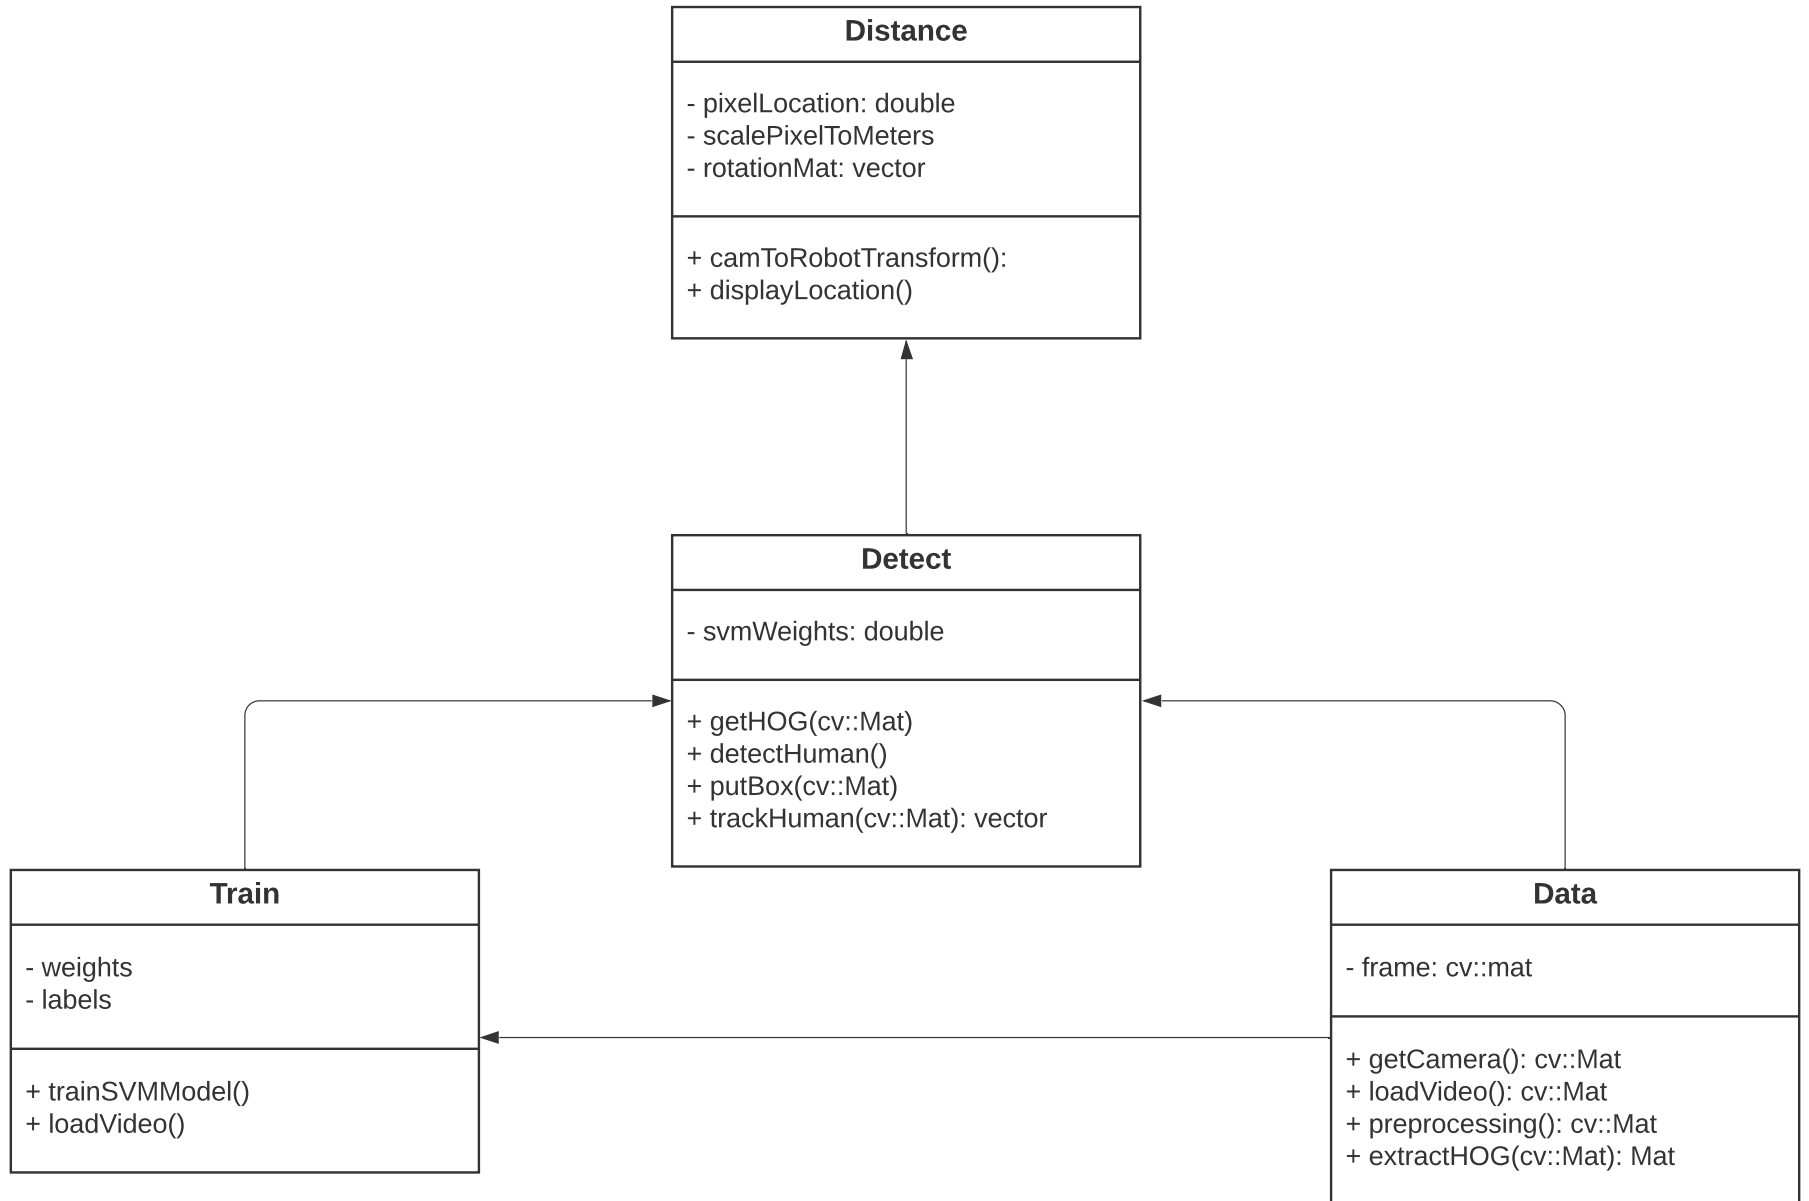 Distance
- pixelLocation: double
- scalePixelToMeters
- rotationMat: vector
+ camToRobotTransform():
+ displayLocation()
Detect
- svmWeights: double
+ getHOG(cv::Mat)
+ detectHuman()
+ putBox(cv::Mat)
+ trackHuman(cv::Mat): vector
Train
- weights
- labels
+ trainSVMModel()
+ loadVideo()
Data
- frame: cv::mat
+ getCamera(): cv::Mat
+ loadVideo(): cv::Mat
+ preprocessing(): cv::Mat
+ extractHOG(cv::Mat): Mat